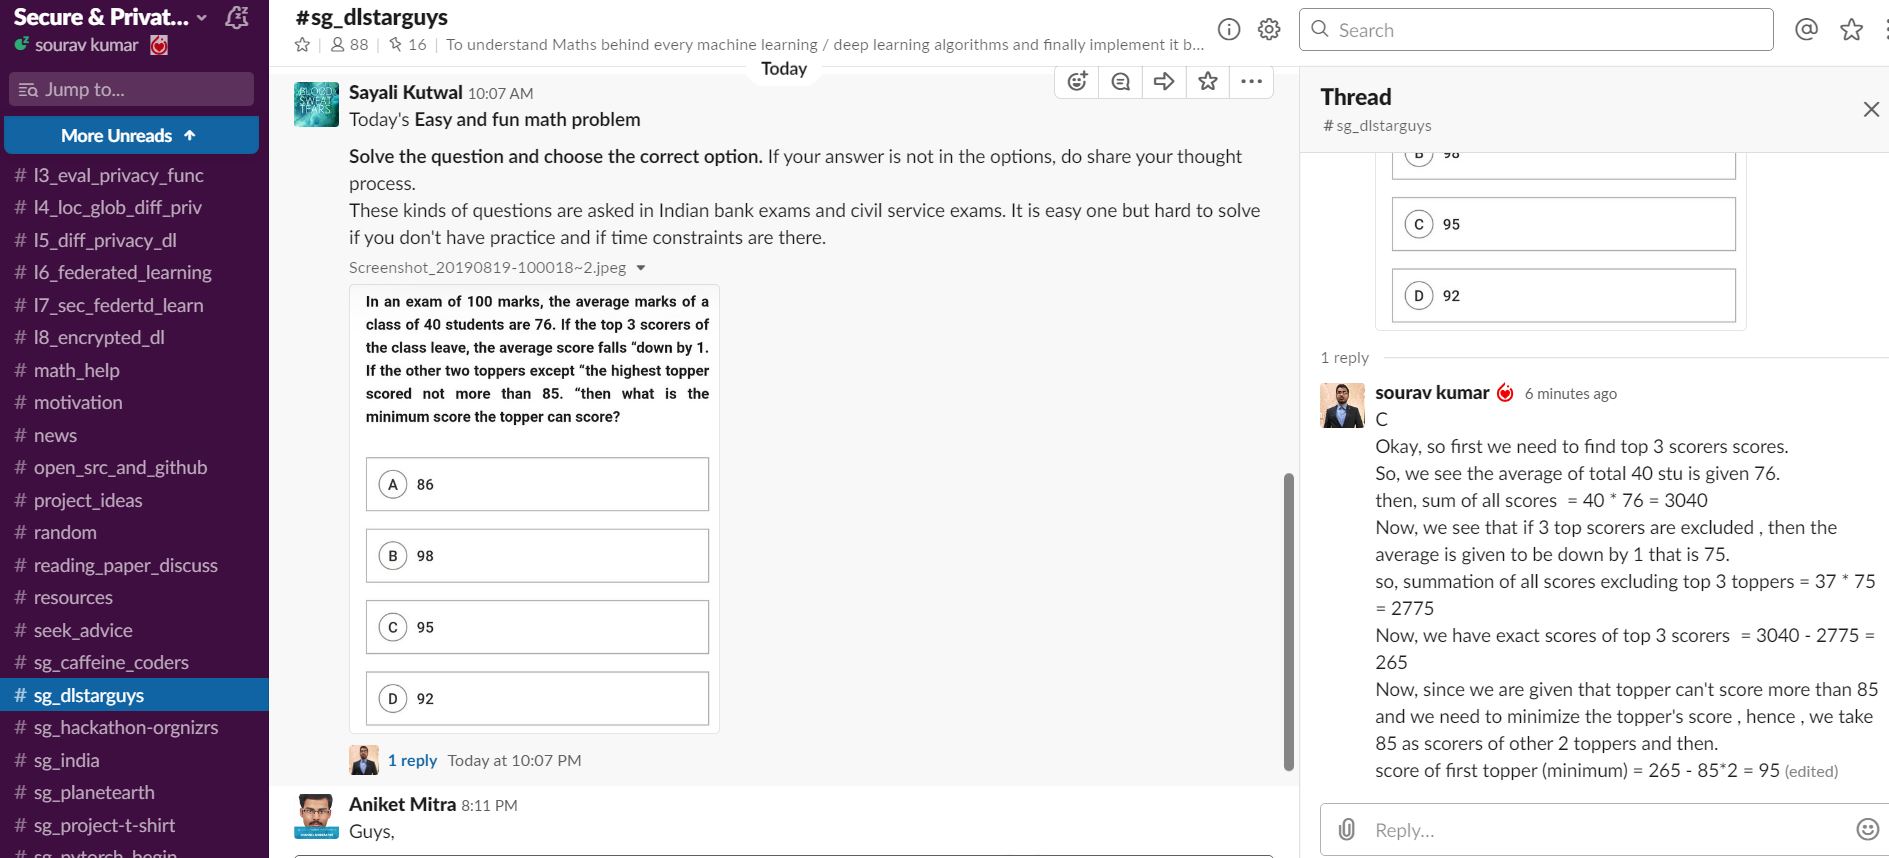 Secure & Privat...
sourav kumar
Jump to...
More Unreads
# l3_eval_privacy_func
# l4_loc_glob_diff_priv
# l5_diff_privacy_dl
# l6_federated_learning
# l7_sec_federtd_learn
# l8_encrypted_dl
# math_help
# motivation
# news
# open_src_and_github
# project_ideas
# random
# reading_paper_discuss
# resources
# seek_advice
# sg_caffeine_coders
# sg_dlstarguys
# sg_hackathon-orgnizrs
# sg_india
# sg_planetearth
# sg_project-t-shirt
# sg_pytorch_begin
#sg_dlstarguys
88 | 16 | To understand Maths behind every machine learning / deep learning algorithms and finally implement it b...
Search
Today
BLOOD
SWEAT
TEARS
Sayali Kutwal 10:07 AM
Today's Easy and fun math problem
Solve the question and choose the correct option. If your answer is not in the options, do share your thought
process.
These kinds of questions are asked in Indian bank exams and civil service exams. It is easy one but hard to solve
if you don't have practice and if time constraints are there.
Screenshot_20190819-100018~2.jpeg
In an exam of 100 marks, the average marks of a
class of 40 students are 76. If the top 3 scorers of
the class leave, the average score falls “down by 1.
If the other two toppers except “the highest topper
scored not more than 85. “then what is the
minimum score the topper can score?
A 86
B 98
C 95
D 92
1 reply Today at 10:07 PM
Aniket Mitra 8:11 PM
Guys,
Thread
# sg_dlstarguys
B 98
C 95
D 92
1 reply
sourav kumar 6 minutes ago
C
Okay, so first we need to find top 3 scorers scores.
So, we see the average of total 40 stu is given 76.
then, sum of all scores = 40 * 76 = 3040
Now, we see that if 3 top scorers are excluded , then the
average is given to be down by 1 that is 75.
so, summation of all scores excluding top 3 toppers = 37 * 75
= 2775
Now, we have exact scores of top 3 scorers = 3040 - 2775 =
265
Now, since we are given that topper can't score more than 85
and we need to minimize the topper's score , hence , we take
85 as scorers of other 2 toppers and then.
score of first topper (minimum) = 265 - 85*2 = 95 (edited)
Reply...